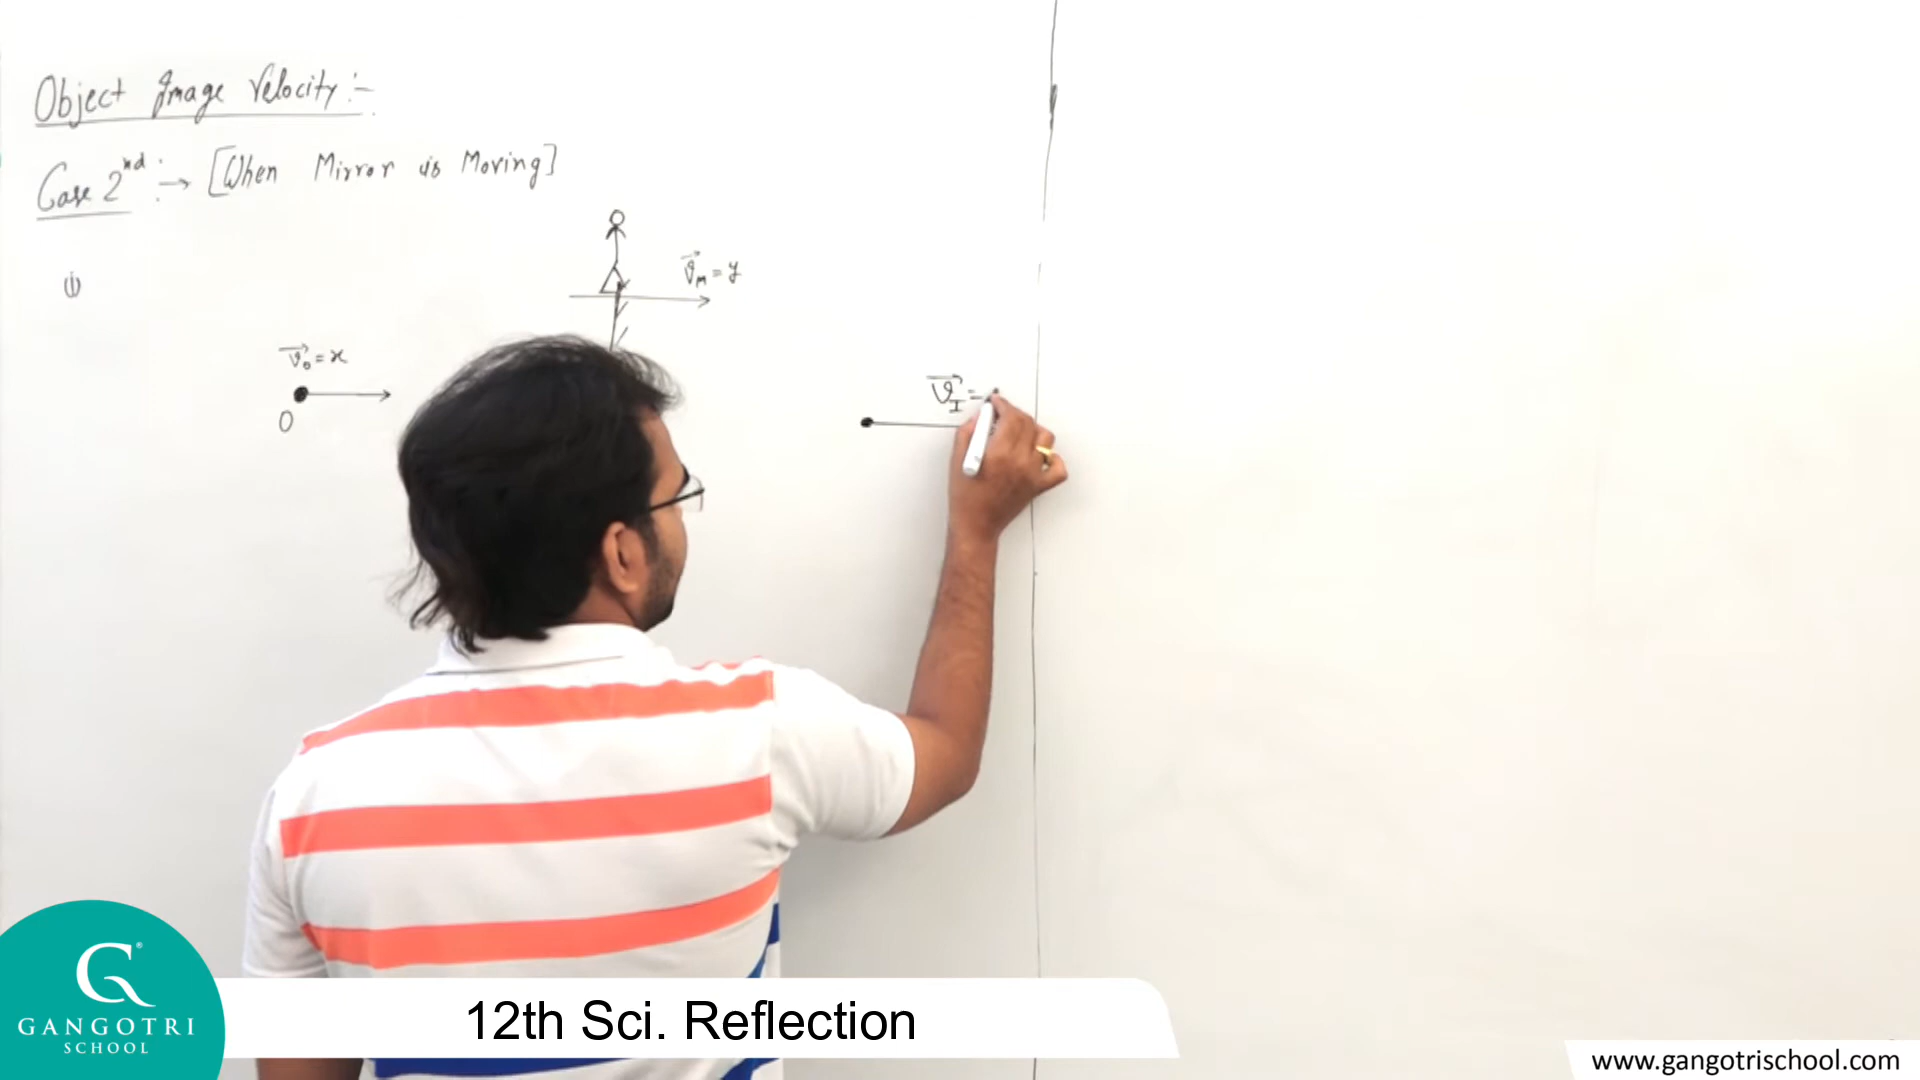 Object Image Velocity :-
Case 2nd :→ [When Mirror is Moving]
(i)
v⃗M = y
v⃗o = x
O
v⃗I =
G®
GANGOTRI
SCHOOL
12th Sci. Reflection
www.gangotrischool.com